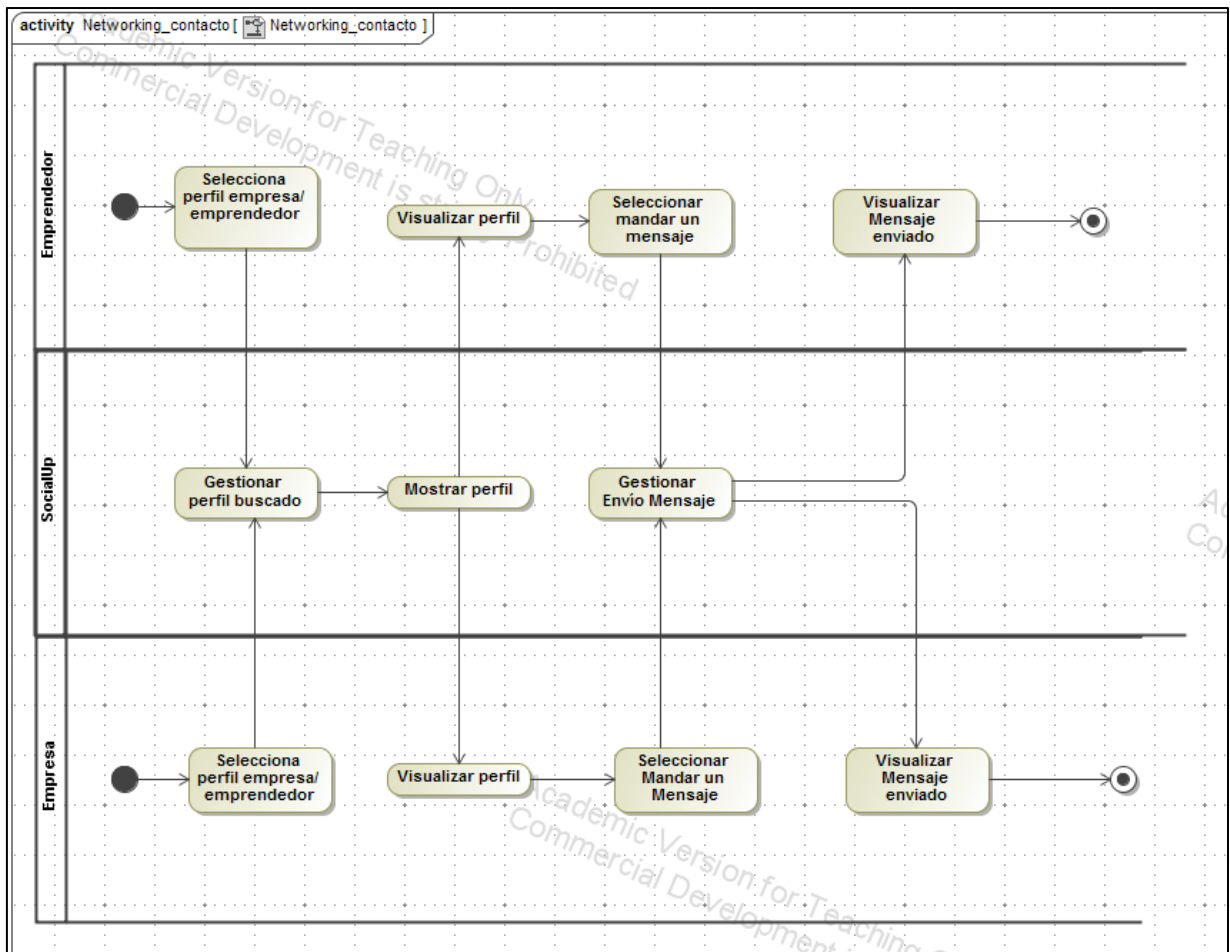 activity Networking_contacto [ Networking_contacto ]
Academic Version for Teaching Only
Commercial Development is strictly Prohibited
Emprendedor
Selecciona
perfil empresa/
emprendedor
Visualizar perfil
Seleccionar
mandar un
mensaje
Visualizar
Mensaje
enviado
SocialUp
Gestionar
perfil buscado
Mostrar perfil
Gestionar
Envío Mensaje
Empresa
Selecciona
perfil empresa/
emprendedor
Visualizar perfil
Seleccionar
Mandar un
Mensaje
Visualizar
Mensaje
enviado
Academic Version for Teaching
Commercial Development